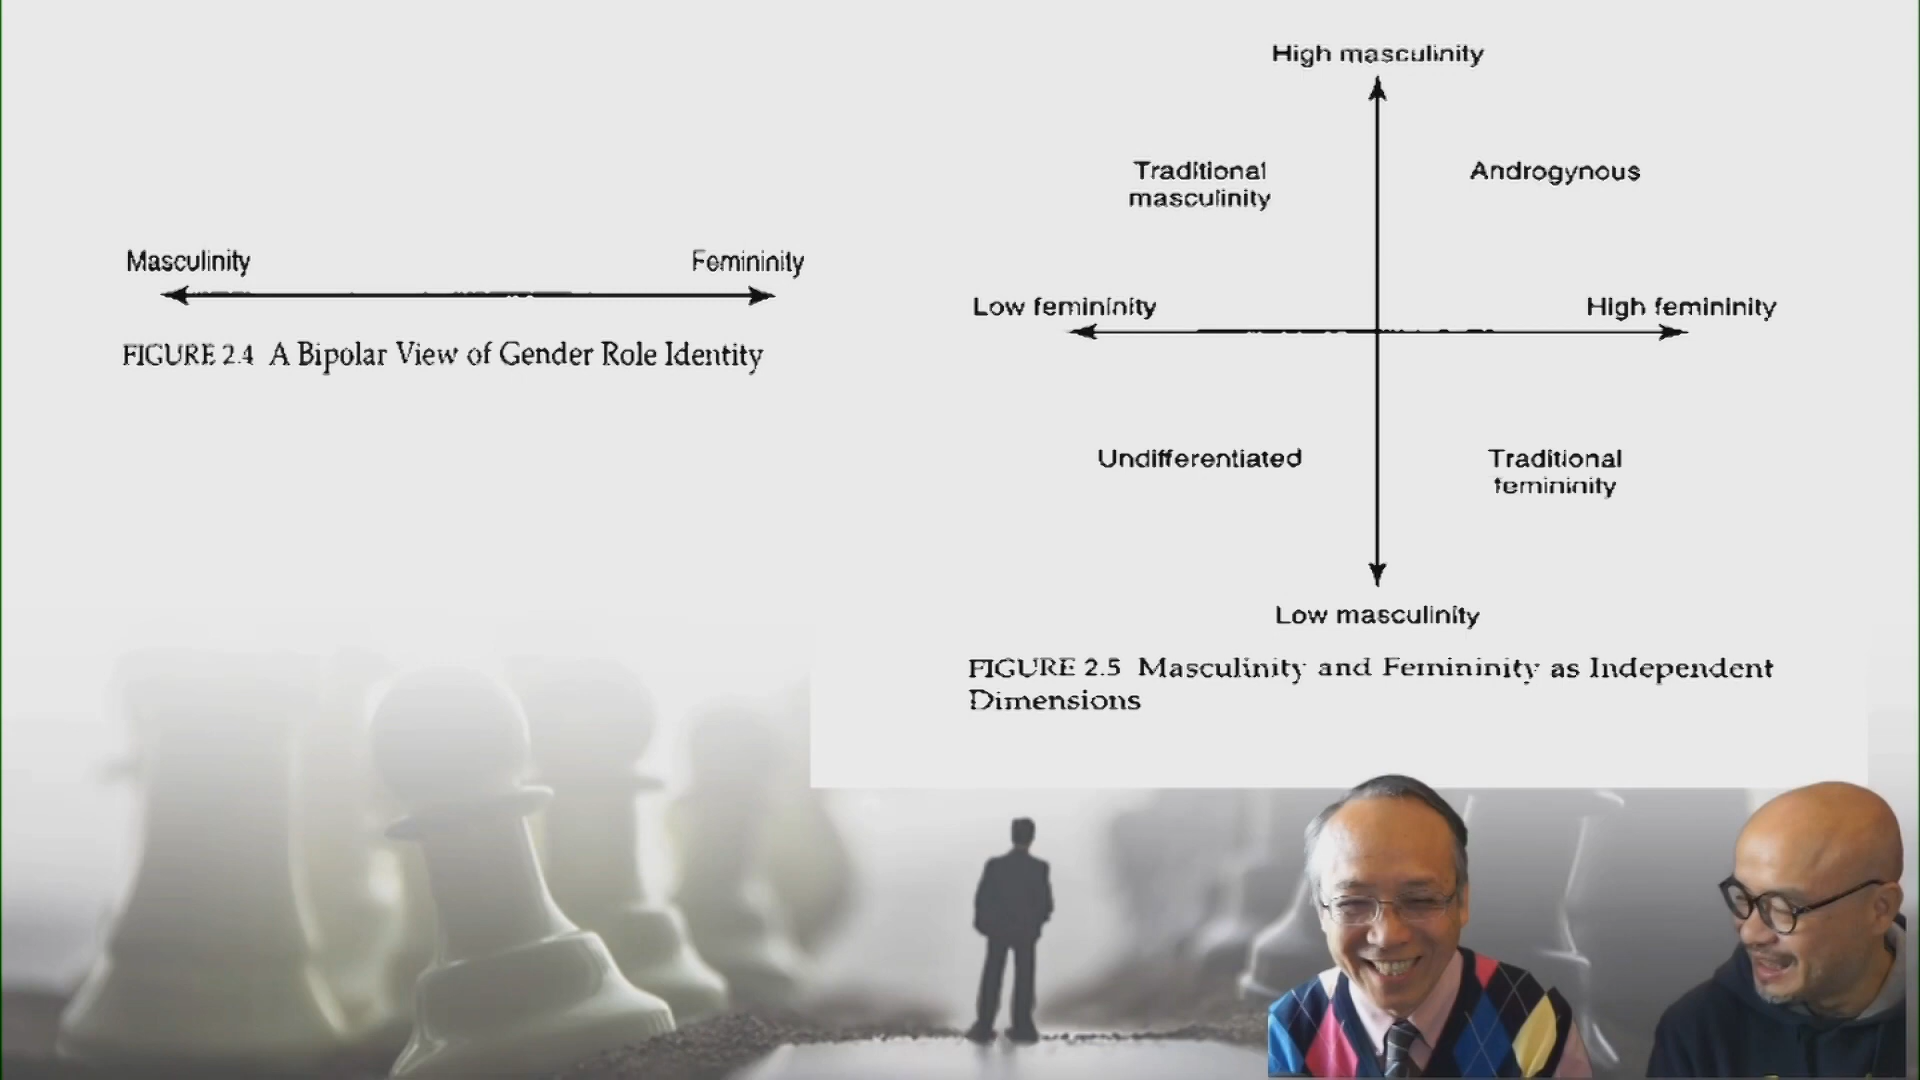 Masculinity Femininity
FIGURE 2.4 A Bipolar View of Gender Role Identity
High masculinity
Traditional
masculinity
Androgynous
Low femininity High femininity
Undifferentiated
Traditional
femininity
Low masculinity
FIGURE 2.5 Masculinity and Femininity as Independent
Dimensions